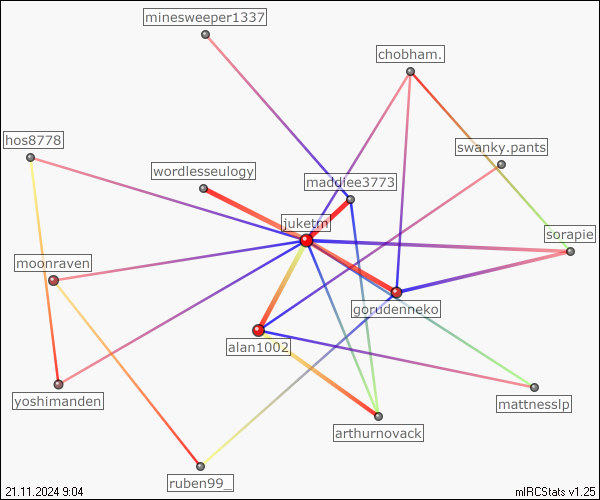 minesweeper1337
chobham.
hos8778
swanky.pants
wordlesseulogy
maddiee3773
juketm
sorapie
moonraven
gorudenneko
alan1002
yoshimanden
mattnesslp
arthurnovack
ruben99_
21.11.2024 9:04
mIRCStats v1.25